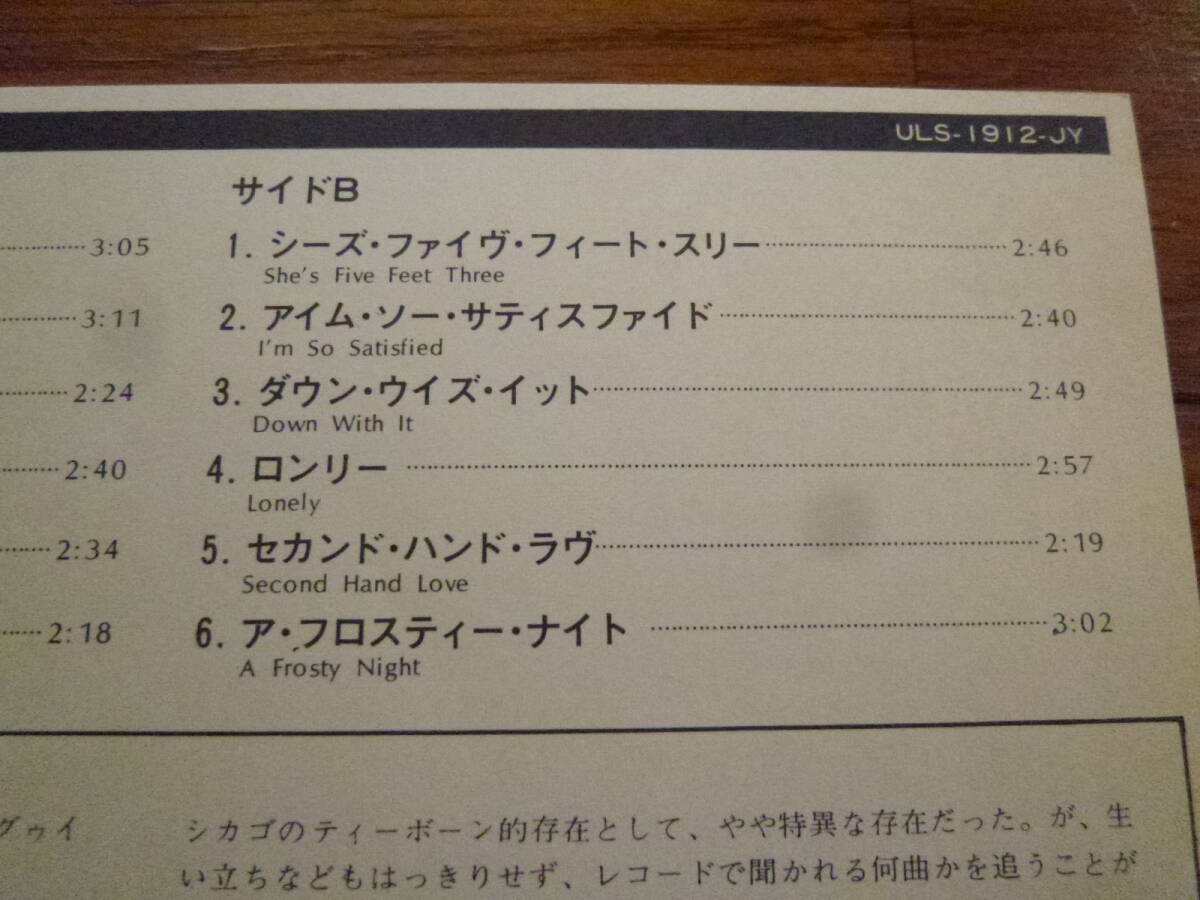 ULS-1912-JY
3:05
3:11
2:24
2:40
2:34
2:18
サイドB
1. シーズ・ファイヴ・フィート・スリー 2:46
She's Five Feet Three
2. アイム・ソー・サティスファイド 2:40
I'm So Satisfied
3. ダウン・ウイズ・イット 2:49
Down With It
4. ロンリー 2:57
Lonely
5. セカンド・ハンド・ラヴ 2:19
Second Hand Love
6. ア・フロスティー・ナイト 3:02
A Frosty Night
グゥイ
シカゴのティーボーン的存在として、やや特異な存在だった。が、生
い立ちなどもはっきりせず、レコードで聞かれる何曲かを追うことが